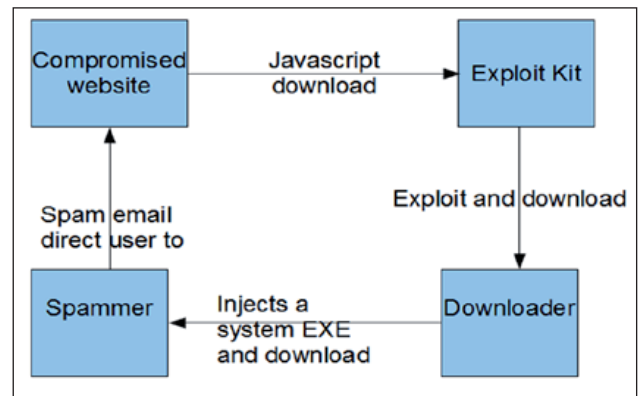 Compromised
website
Javascript
download
Exploit Kit
Exploit and download
Downloader
Injects a
system EXE
and download
Spammer
Spam email
direct user to